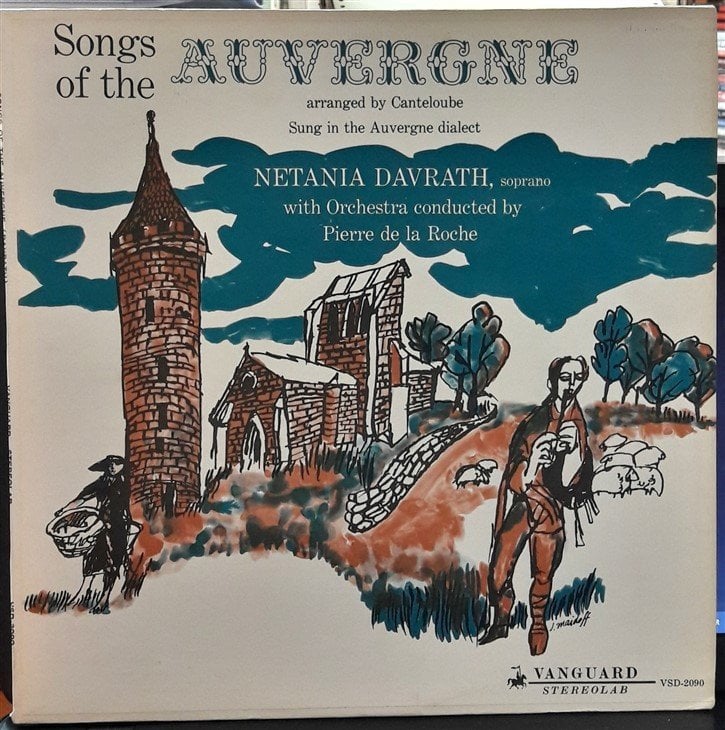 Songs
of the
AUVERGNE
arranged by Canteloube
Sung in the Auvergne dialect
NETANIA DAVRATH, soprano
with Orchestra conducted by
Pierre de la Roche
VANGUARD
STEREOLAB
VSD-2090